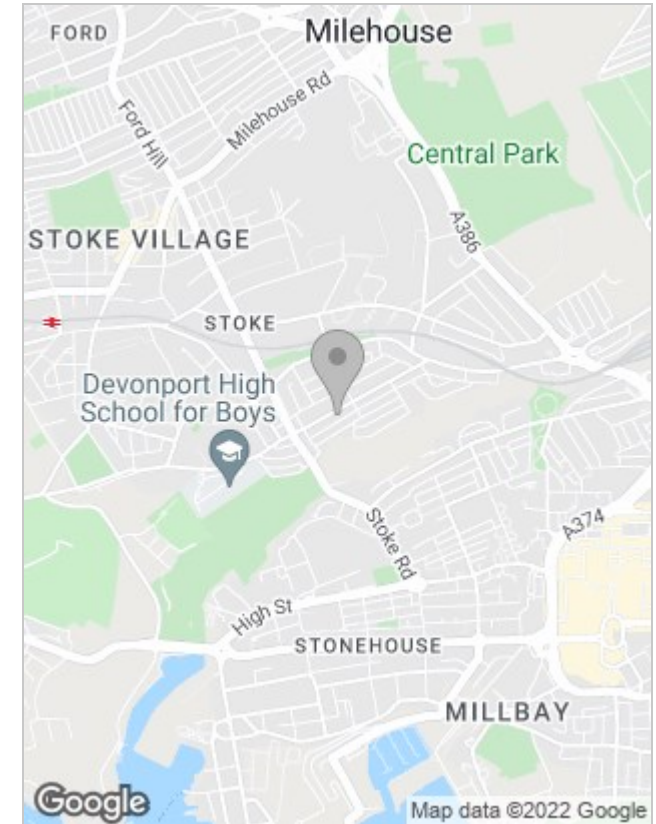 FORD
Milehouse
Milehouse Rd
Ford Hill
Central Park
A386
STOKE VILLAGE
STOKE
Devonport High
School for Boys
Stoke Rd
A374
High St
STONEHOUSE
MILLBAY
Google
Map data ©2022 Google